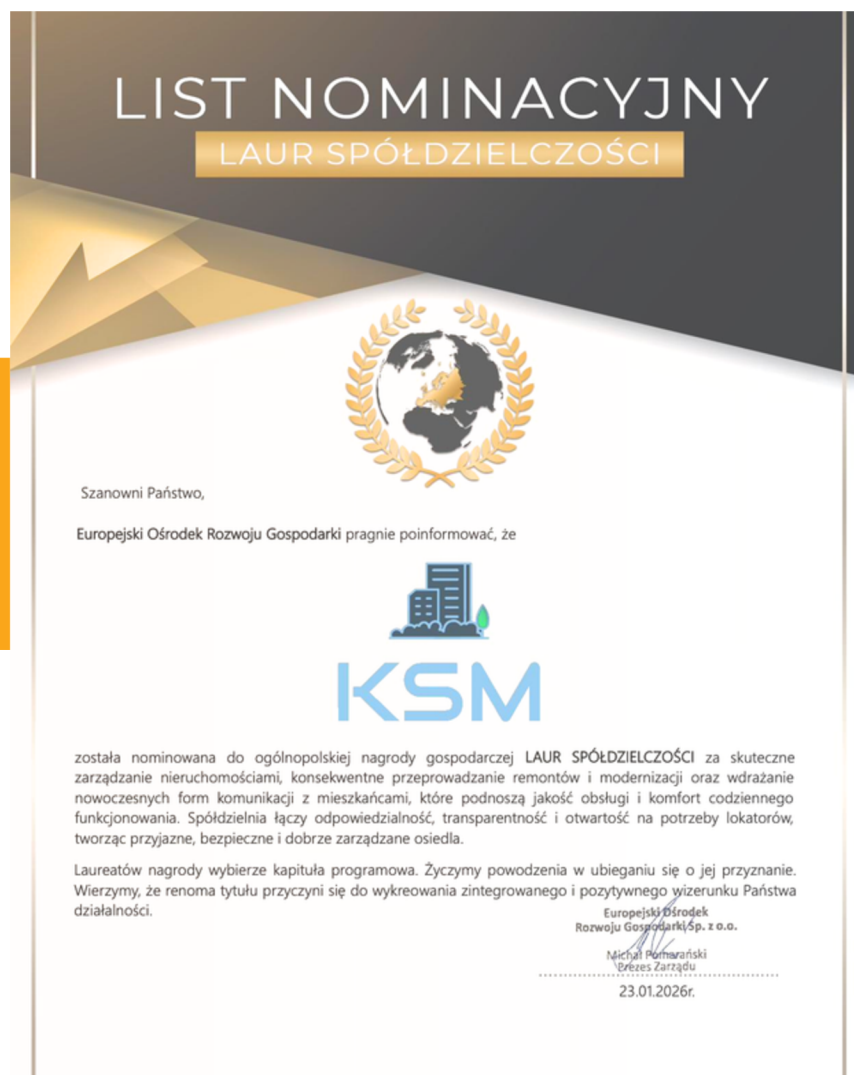 LIST NOMINACYJNY
LAUR SPÓŁDZIELCZOŚCI
Szanowni Państwo,
Europejski Ośrodek Rozwoju Gospodarki pragnie poinformować, że
KSM
została nominowana do ogólnopolskiej nagrody gospodarczej LAUR SPÓŁDZIELCZOŚCI za skuteczne
zarządzanie nieruchomościami, konsekwentne przeprowadzanie remontów i modernizacji oraz wdrażanie
nowoczesnych form komunikacji z mieszkańcami, które podnoszą jakość obsługi i komfort codziennego
funkcjonowania. Spółdzielnia łączy odpowiedzialność, transparentność i otwartość na potrzeby lokatorów,
tworząc przyjazne, bezpieczne i dobrze zarządzane osiedla.
Laureatów nagrody wybierze kapituła programowa. Życzymy powodzenia w ubieganiu się o jej przyznanie.
Wierzymy, że renoma tytułu przyczyni się do wykreowania zintegrowanego i pozytywnego wizerunku Państwa
działalności.
Europejski Ośrodek
Rozwoju Gospodarki Sp. z o.o.
Michał Pomarański
Prezes Zarządu
23.01.2026r.